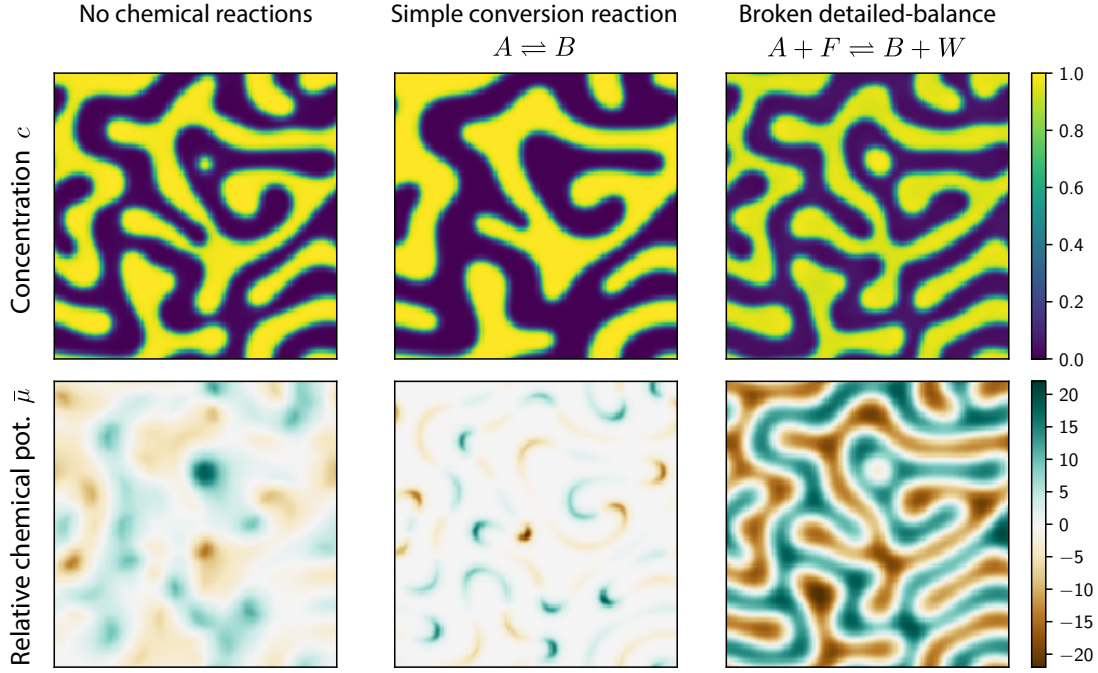 No chemical reactions
Simple conversion reaction
A ⇌ B
Broken detailed-balance
A + F ⇌ B + W
Concentration c
1.0
0.8
0.6
0.4
0.2
0.0
Relative chemical pot. μ̄
20
15
10
5
0
−5
−10
−15
−20